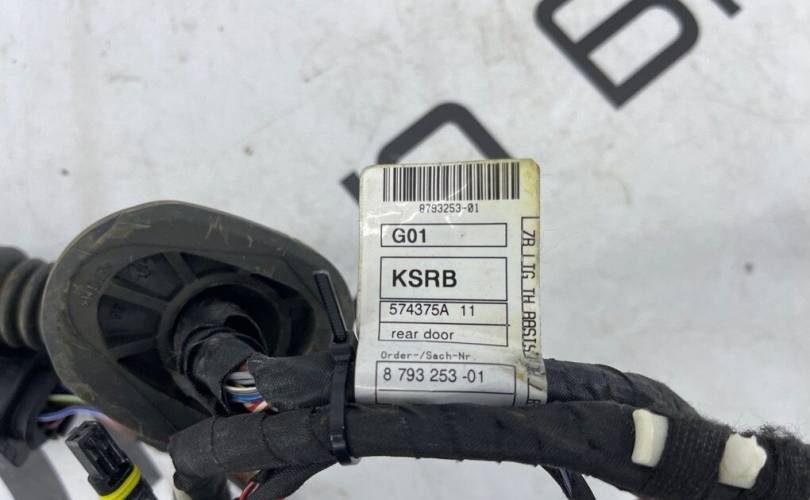 8793253-01
G01
KSRB
574375A 11
rear door
Order-/Sach-Nr
8 793 253 -01